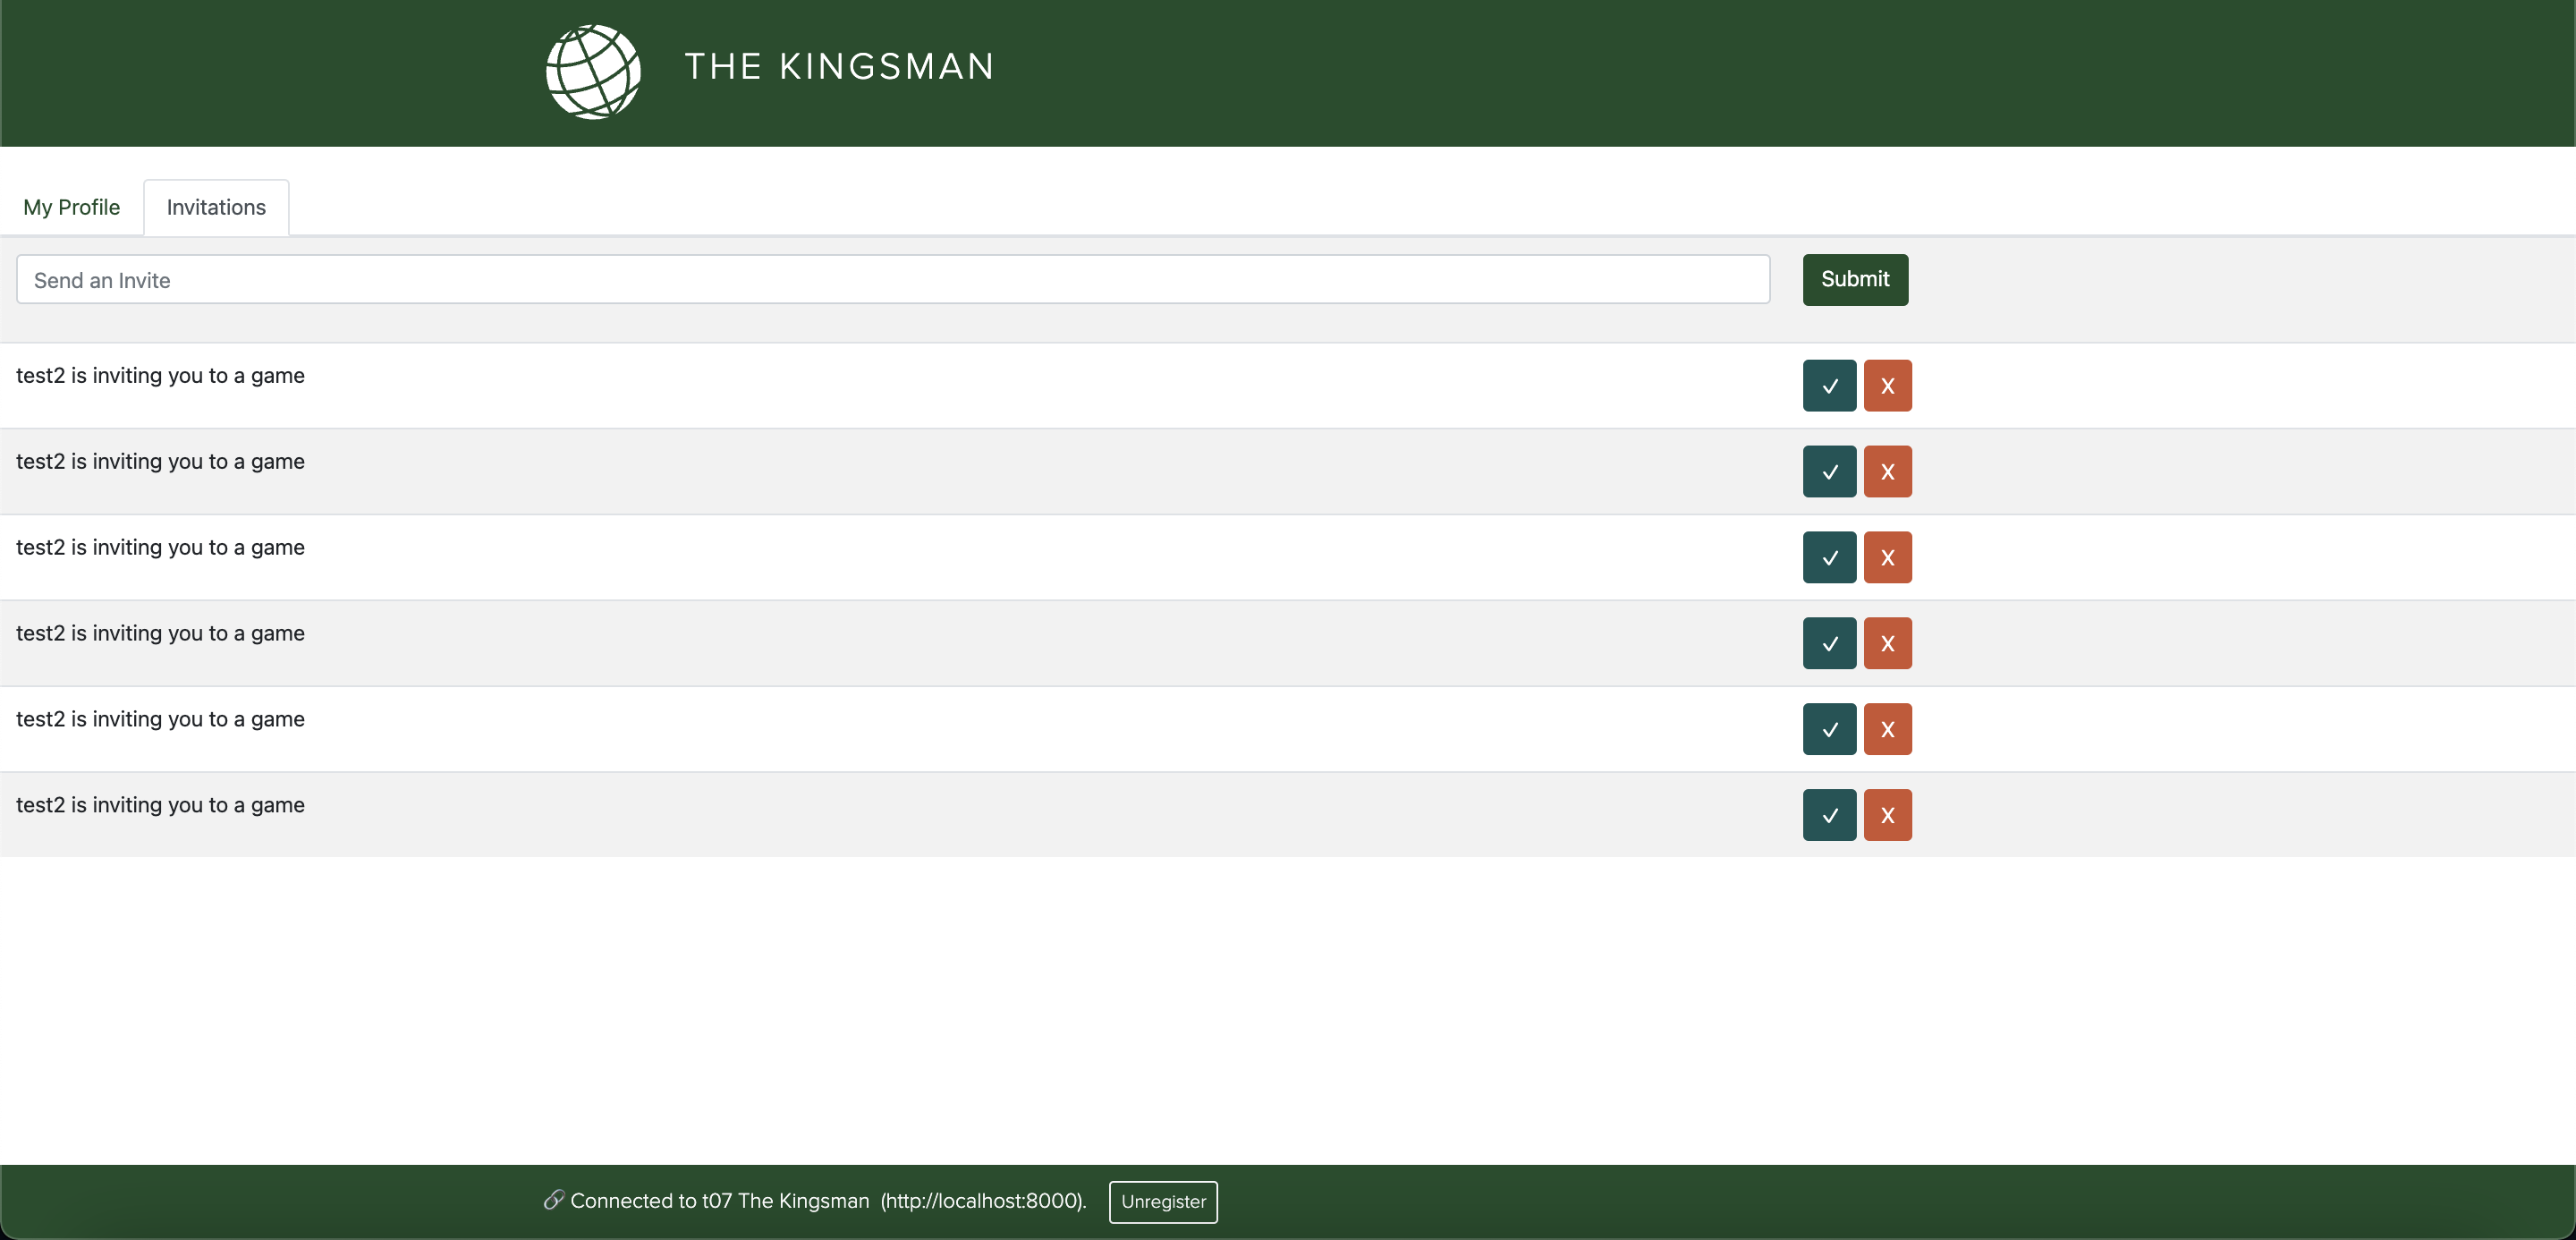 THE KINGSMAN
My Profile Invitations
Send an Invite Submit
test2 is inviting you to a game ✓ X
test2 is inviting you to a game ✓ X
test2 is inviting you to a game ✓ X
test2 is inviting you to a game ✓ X
test2 is inviting you to a game ✓ X
test2 is inviting you to a game ✓ X
🔗 Connected to t07 The Kingsman (http://localhost:8000). Unregister